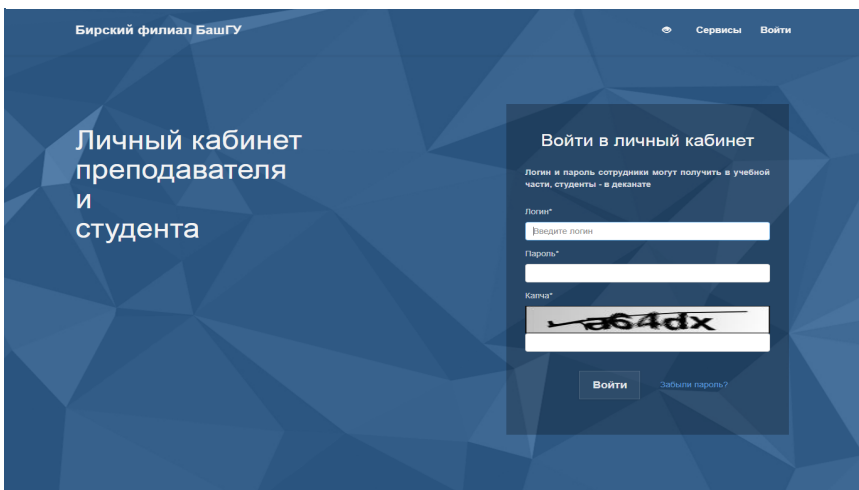 Бирский филиал БашГУ
Сервисы Войти
Личный кабинет
преподавателя
и
студента
Войти в личный кабинет
Логин и пароль сотрудники могут получить в учебной
части, студенты - в деканате
Логин*
Введите логин
Пароль*
Капча*
a64dx
Войти Забыли пароль?